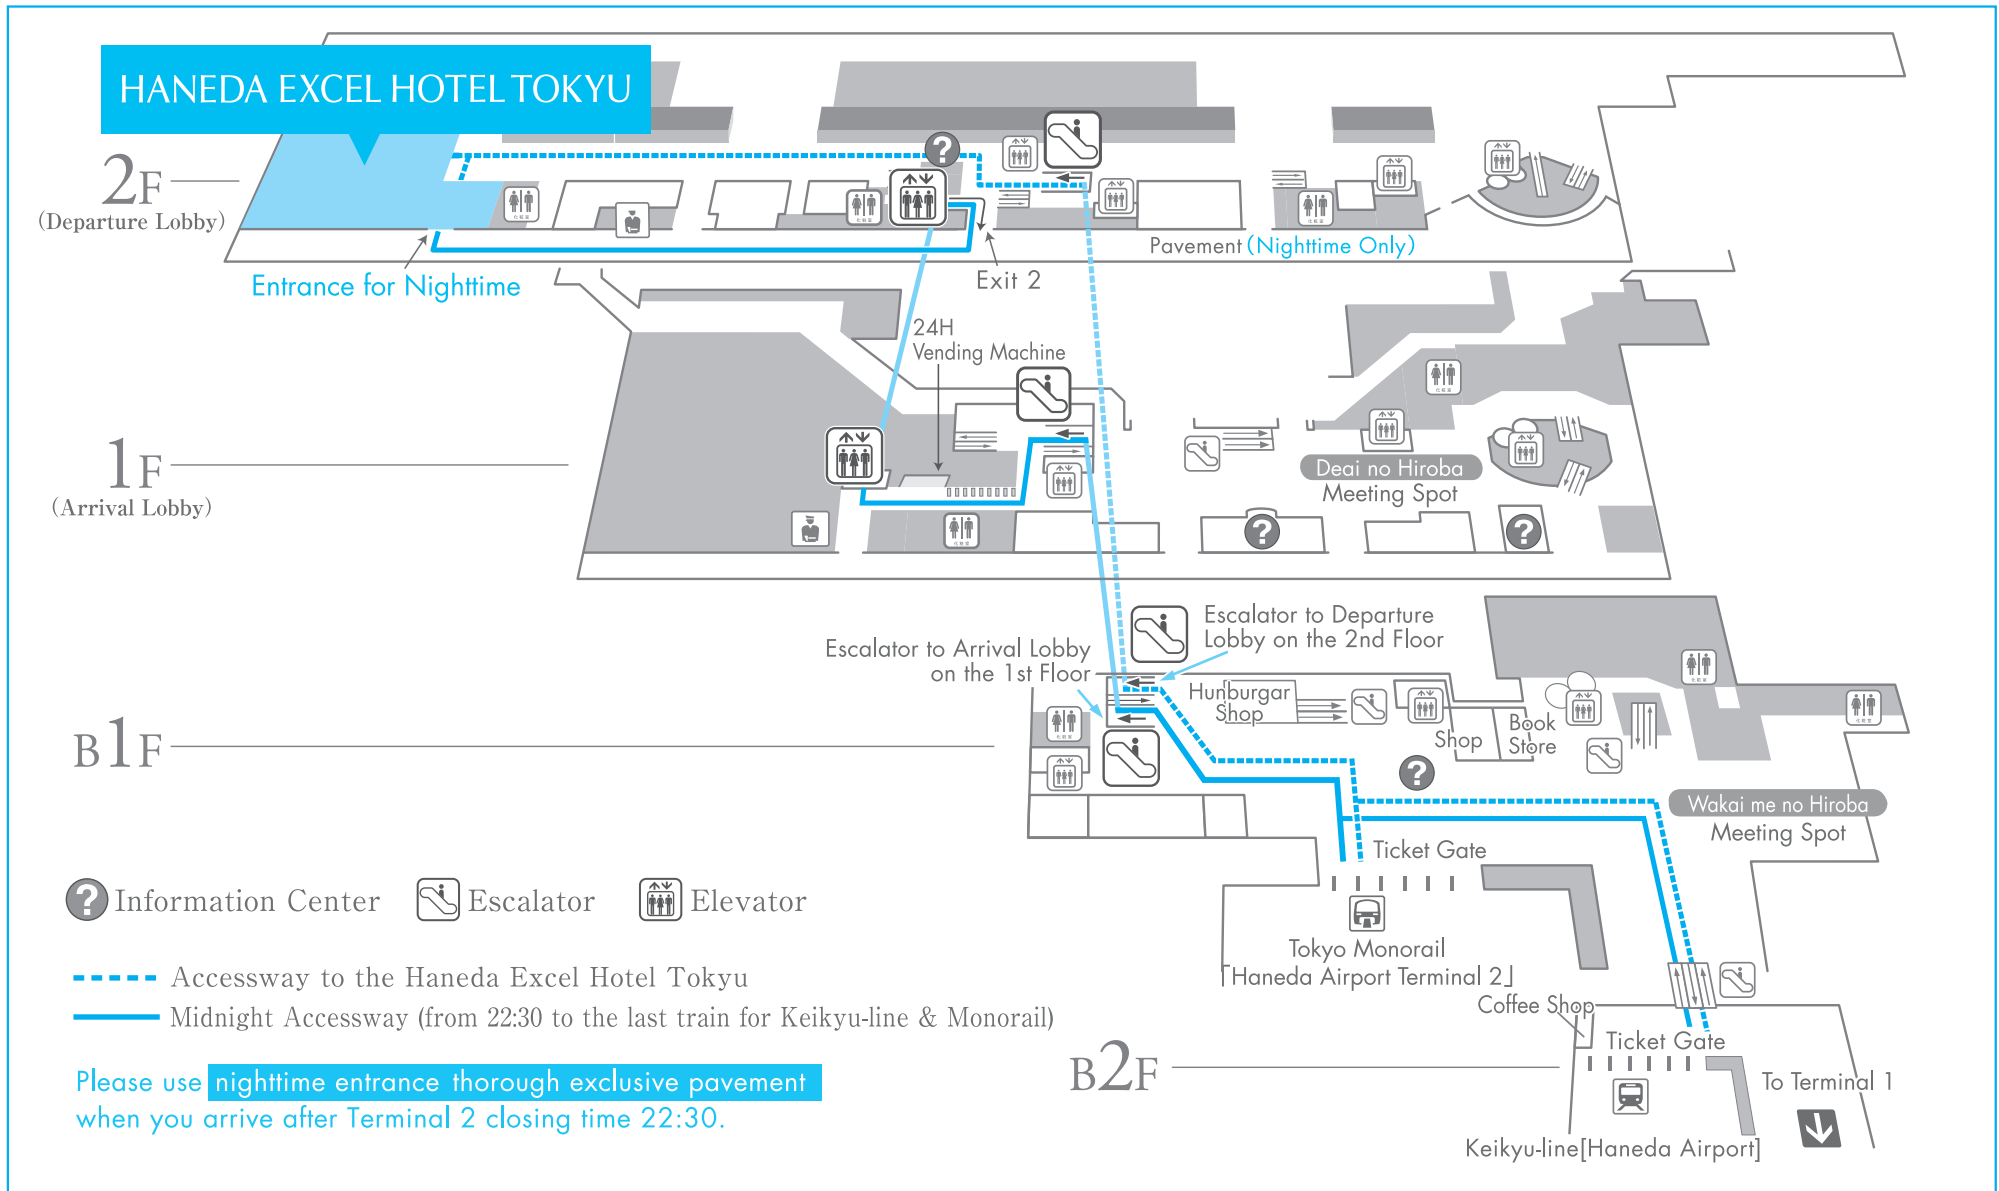 HANEDA EXCEL HOTEL TOKYU
2F
(Departure Lobby)
Entrance for Nighttime
Exit 2
Pavement (Nighttime Only)
24H
Vending Machine
1F
(Arrival Lobby)
Deai no Hiroba
Meeting Spot
Escalator to Arrival Lobby
on the 1st Floor
Escalator to Departure
Lobby on the 2nd Floor
B1F
Hunburgar
Shop
Shop
Book
Store
Wakai me no Hiroba
Meeting Spot
Ticket Gate
Tokyo Monorail
「Haneda Airport Terminal 2」
Coffee Shop
Ticket Gate
B2F
To Terminal 1
Keikyu-line[Haneda Airport]
Information Center
Escalator
Elevator
Accessway to the Haneda Excel Hotel Tokyu
Midnight Accessway (from 22:30 to the last train for Keikyu-line & Monorail)
Please use nighttime entrance thorough exclusive pavement
when you arrive after Terminal 2 closing time 22:30.